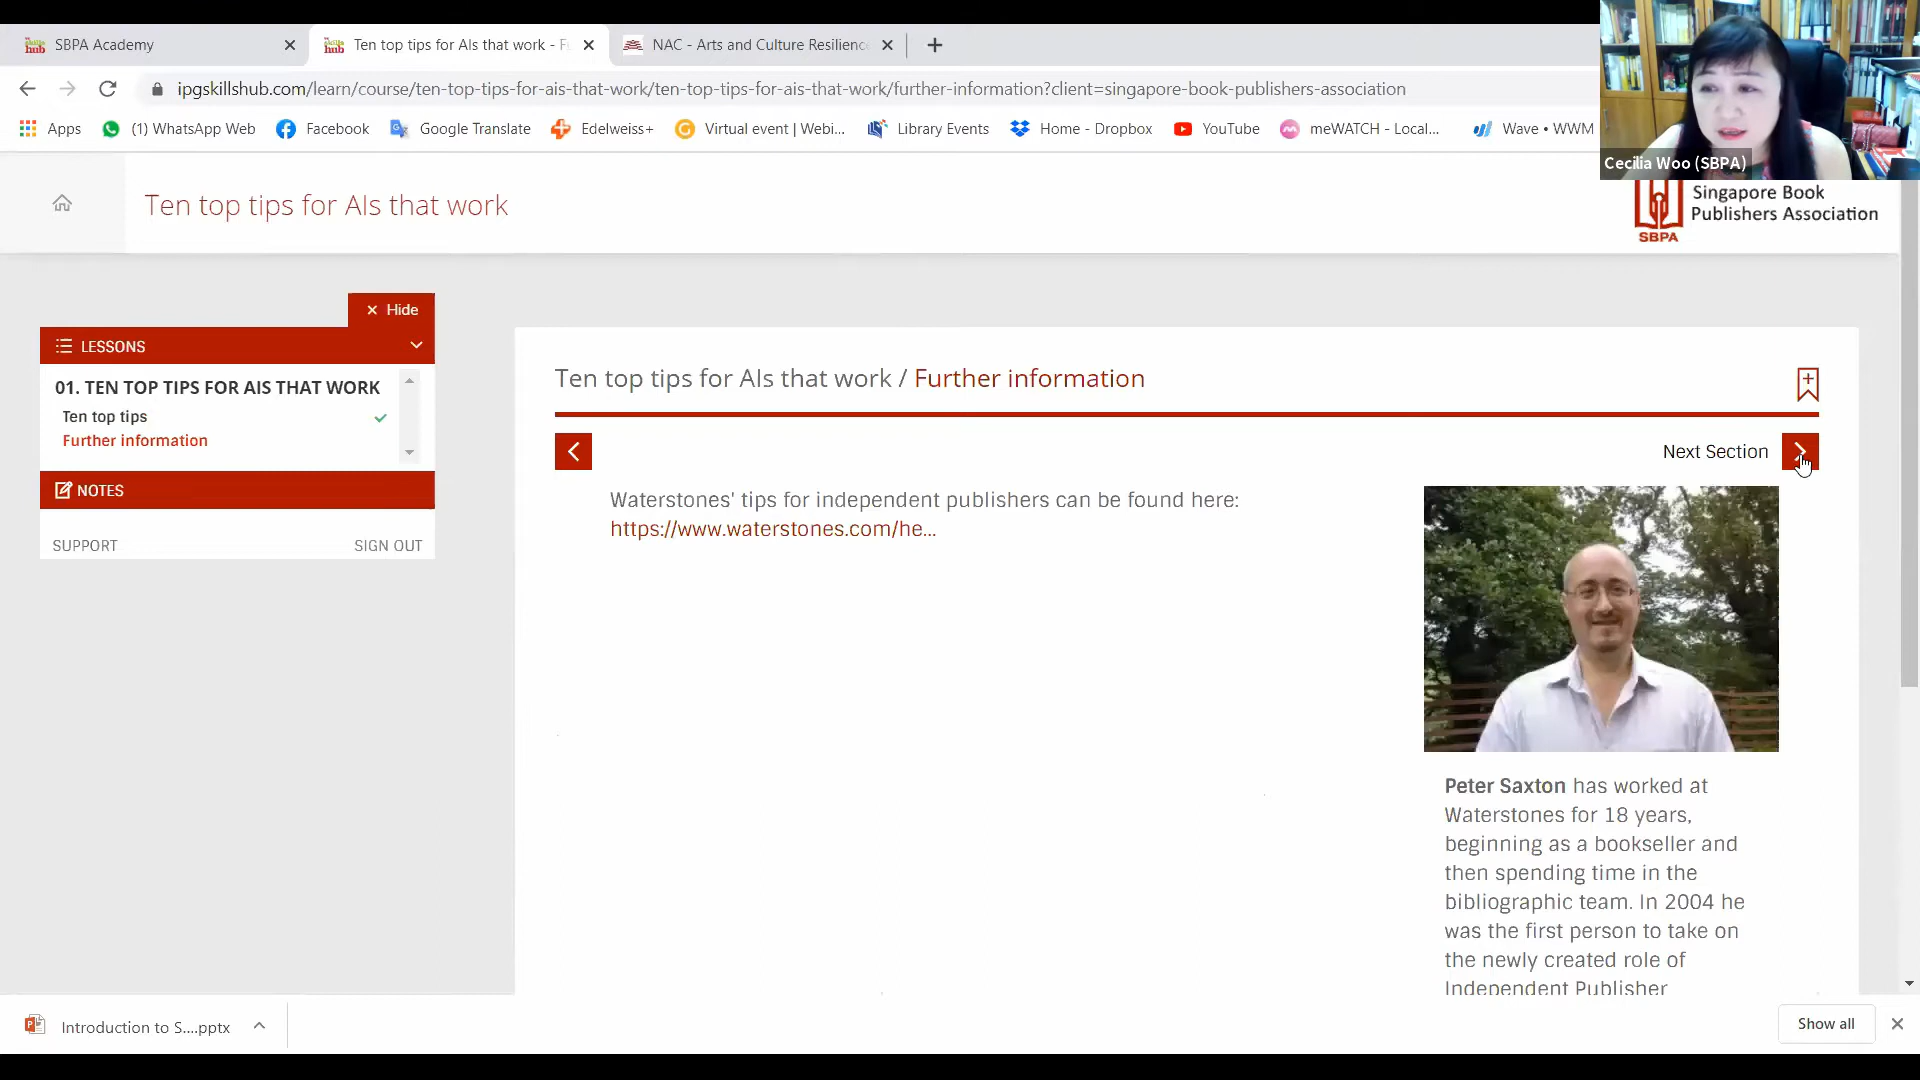 SBPA Academy
Ten top tips for AIs that work - F
NAC - Arts and Culture Resilience
ipgskillshub.com/learn/course/ten-top-tips-for-ais-that-work/ten-top-tips-for-ais-that-work/further-information?client=singapore-book-publishers-association
Apps (1) WhatsApp Web Facebook Google Translate Edelweiss+ Virtual event | Webi... Library Events Home - Dropbox YouTube meWATCH - Local... Wave • WWM
Cecilia Woo (SBPA)
Ten top tips for AIs that work
Singapore Book
Publishers Association
SBPA
Hide
LESSONS
01. TEN TOP TIPS FOR AIS THAT WORK
Ten top tips
Further information
NOTES
SUPPORT SIGN OUT
Ten top tips for AIs that work / Further information
Next Section
Waterstones' tips for independent publishers can be found here:
https://www.waterstones.com/he...
Peter Saxton has worked at
Waterstones for 18 years,
beginning as a bookseller and
then spending time in the
bibliographic team. In 2004 he
was the first person to take on
the newly created role of
Independent Publisher
Introduction to S....pptx
Show all